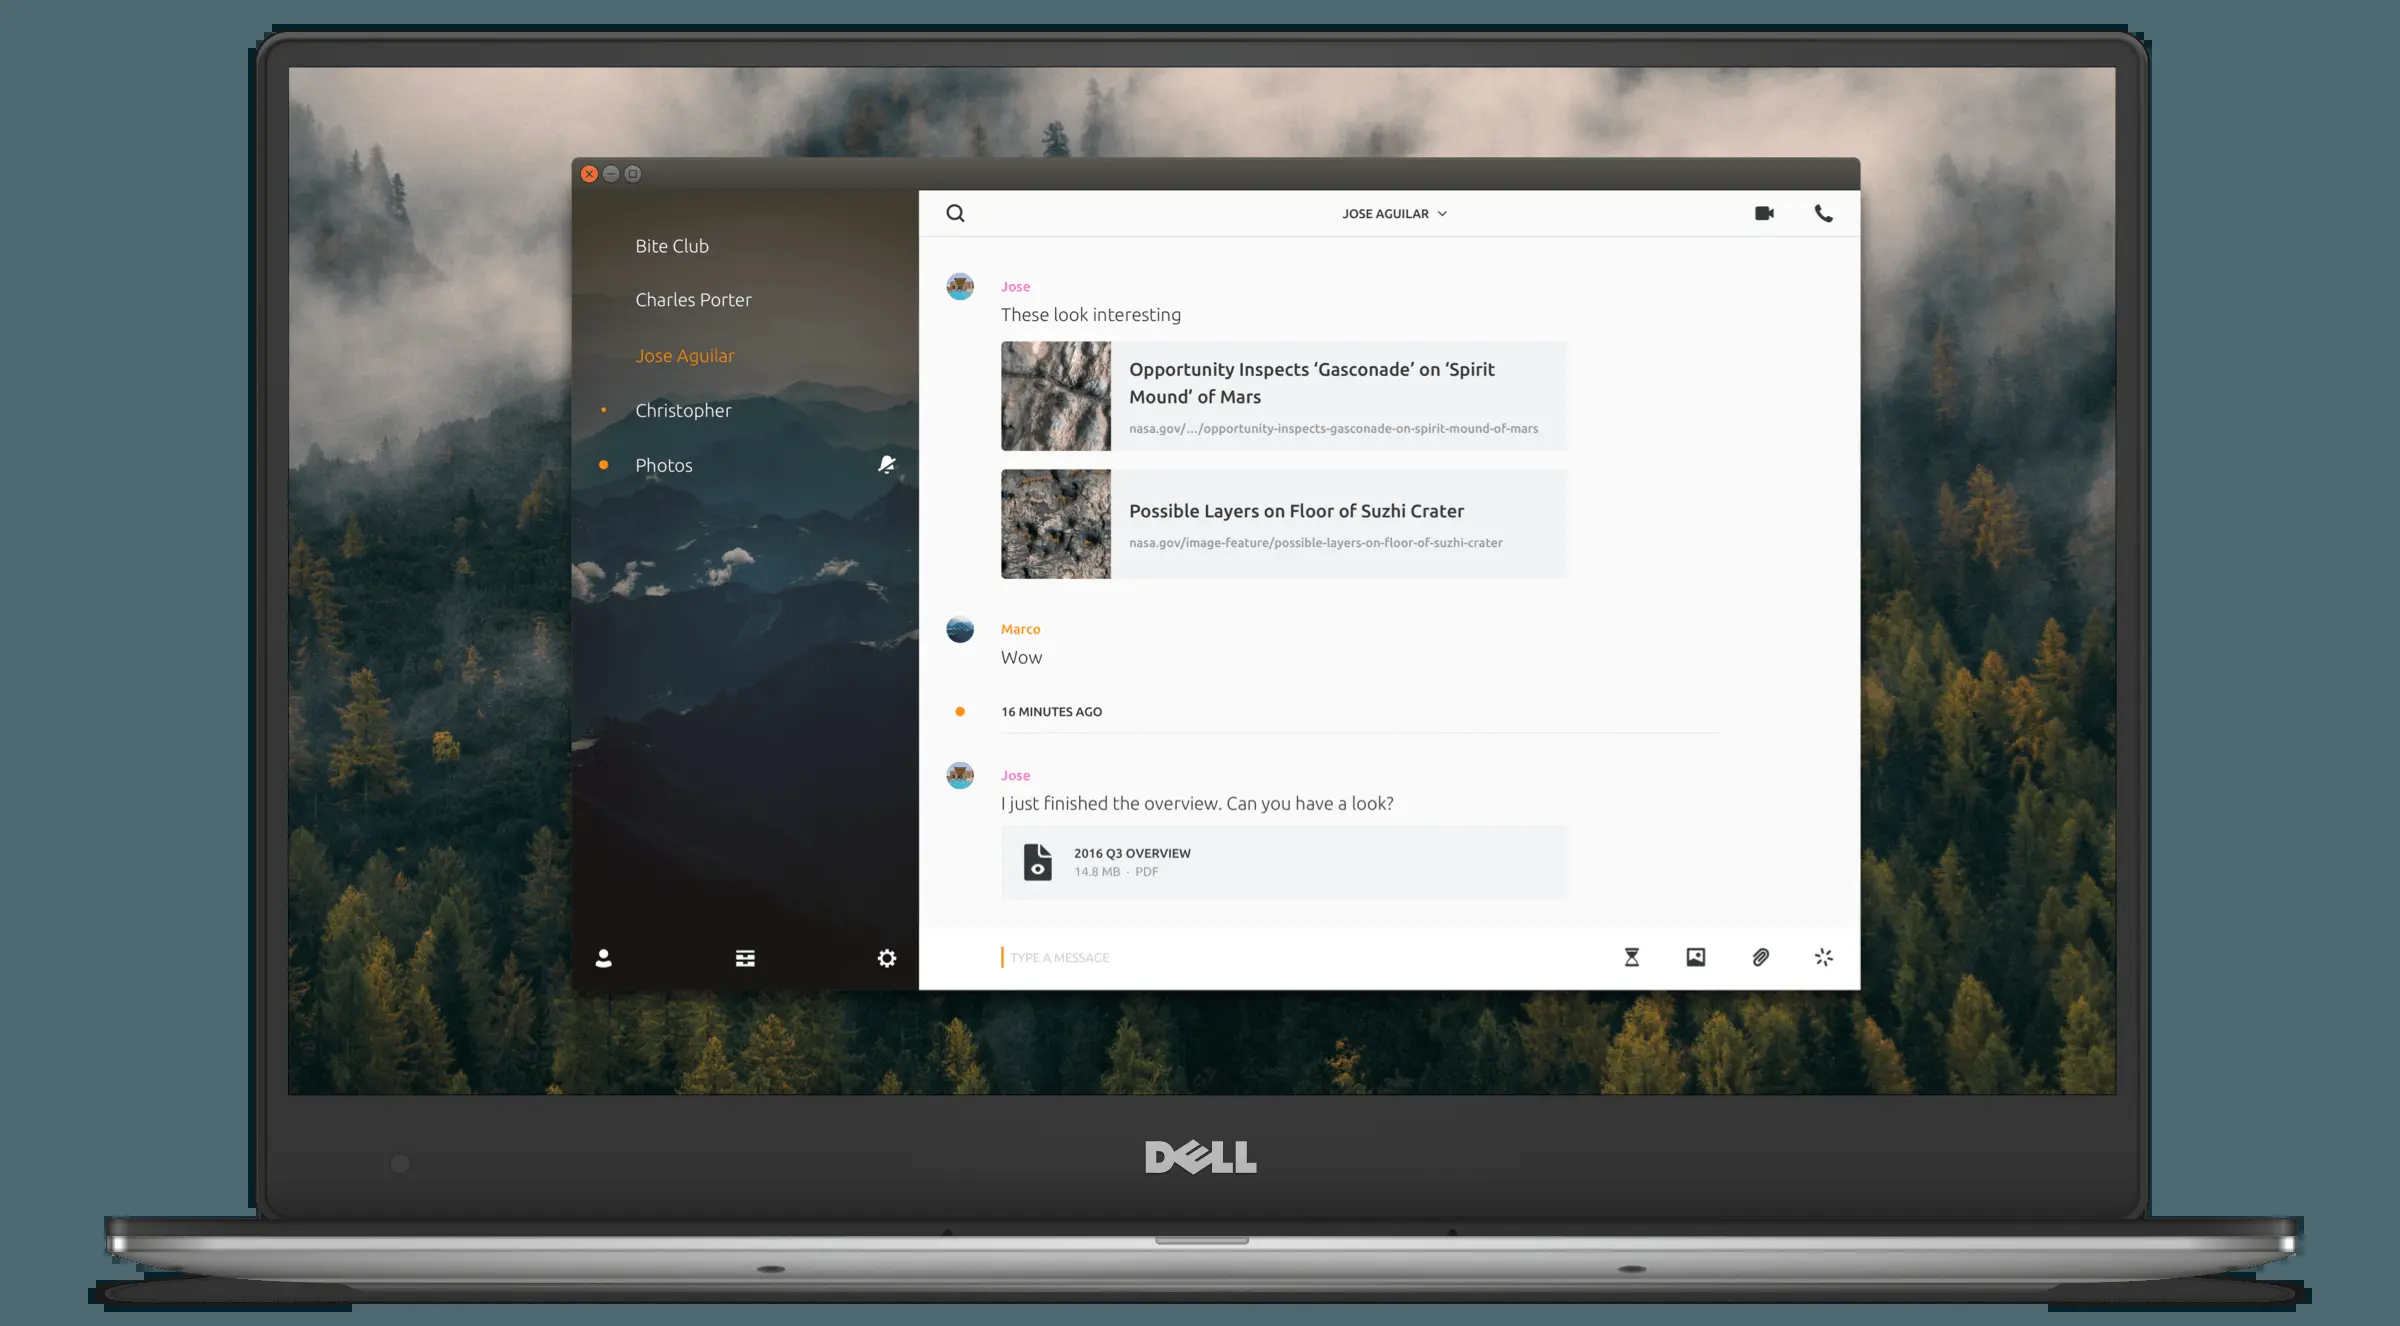 Bite Club
Charles Porter
Jose Aguilar
Christopher
Photos
JOSE AGUILAR
Jose
These look interesting
Opportunity Inspects ‘Gasconade’ on ‘Spirit
Mound’ of Mars
nasa.gov/.../opportunity-inspects-gasconade-on-spirit-mound-of-mars
Possible Layers on Floor of Suzhi Crater
nasa.gov/image-feature/possible-layers-on-floor-of-suzhi-crater
Marco
Wow
16 MINUTES AGO
Jose
I just finished the overview. Can you have a look?
2016 Q3 OVERVIEW
14.8 MB · PDF
TYPE A MESSAGE
DELL